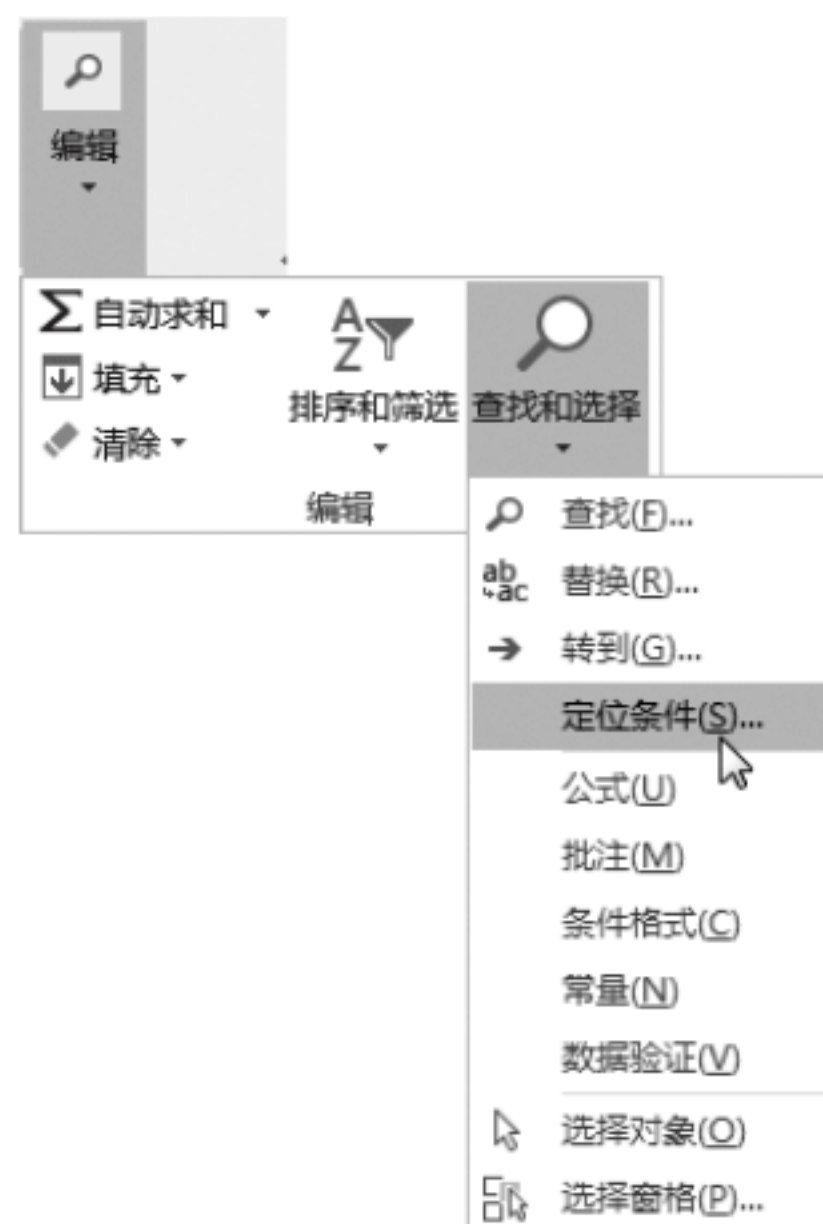 编辑
自动求和
填充
清除
排序和筛选
查找和选择
编辑
查找(F)...
ab
ac
替换(R)...
转到(G)...
定位条件(S)...
公式(U)
批注(M)
条件格式(C)
常量(N)
数据验证(V)
选择对象(O)
选择窗格(P)...